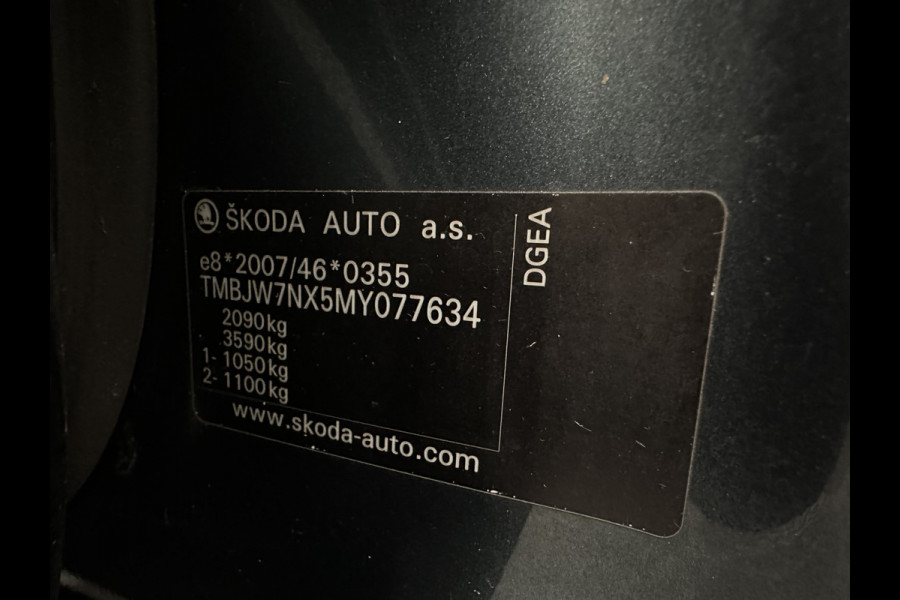 ŠKODA AUTO a.s.
e8*2007/46*0355
TMBJW7NX5MY077634
2090kg
3590kg
1- 1050kg
2- 1100kg
www.skoda-auto.com
DGEA